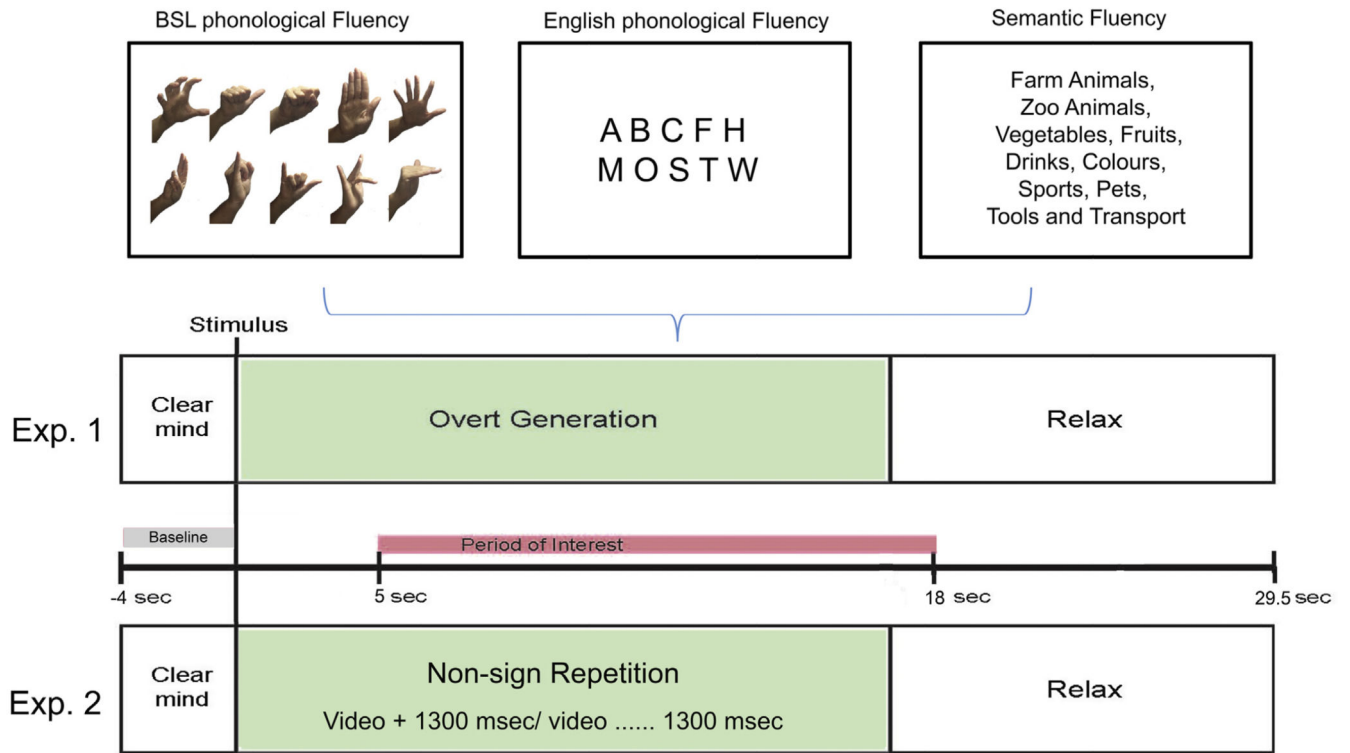 BSL phonological Fluency
English phonological Fluency
Semantic Fluency
A B C F H
M O S T W
Farm Animals,
Zoo Animals,
Vegetables, Fruits,
Drinks, Colours,
Sports, Pets,
Tools and Transport
Stimulus
Exp. 1
Clear
mind
Overt Generation
Relax
Baseline
Period of Interest
-4 sec
5 sec
18 sec
29.5 sec
Exp. 2
Clear
mind
Non-sign Repetition
Video + 1300 msec/ video ...... 1300 msec
Relax